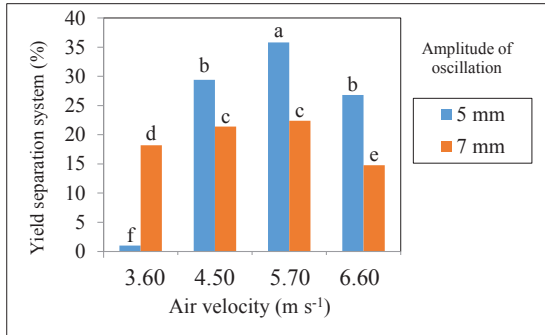 Yield separation system (%)
40
35
30
25
20
15
10
5
0
f
d
b
c
a
c
b
e
3.60 4.50 5.70 6.60
Air velocity (m s⁻¹)
Amplitude of
oscillation
5 mm
7 mm